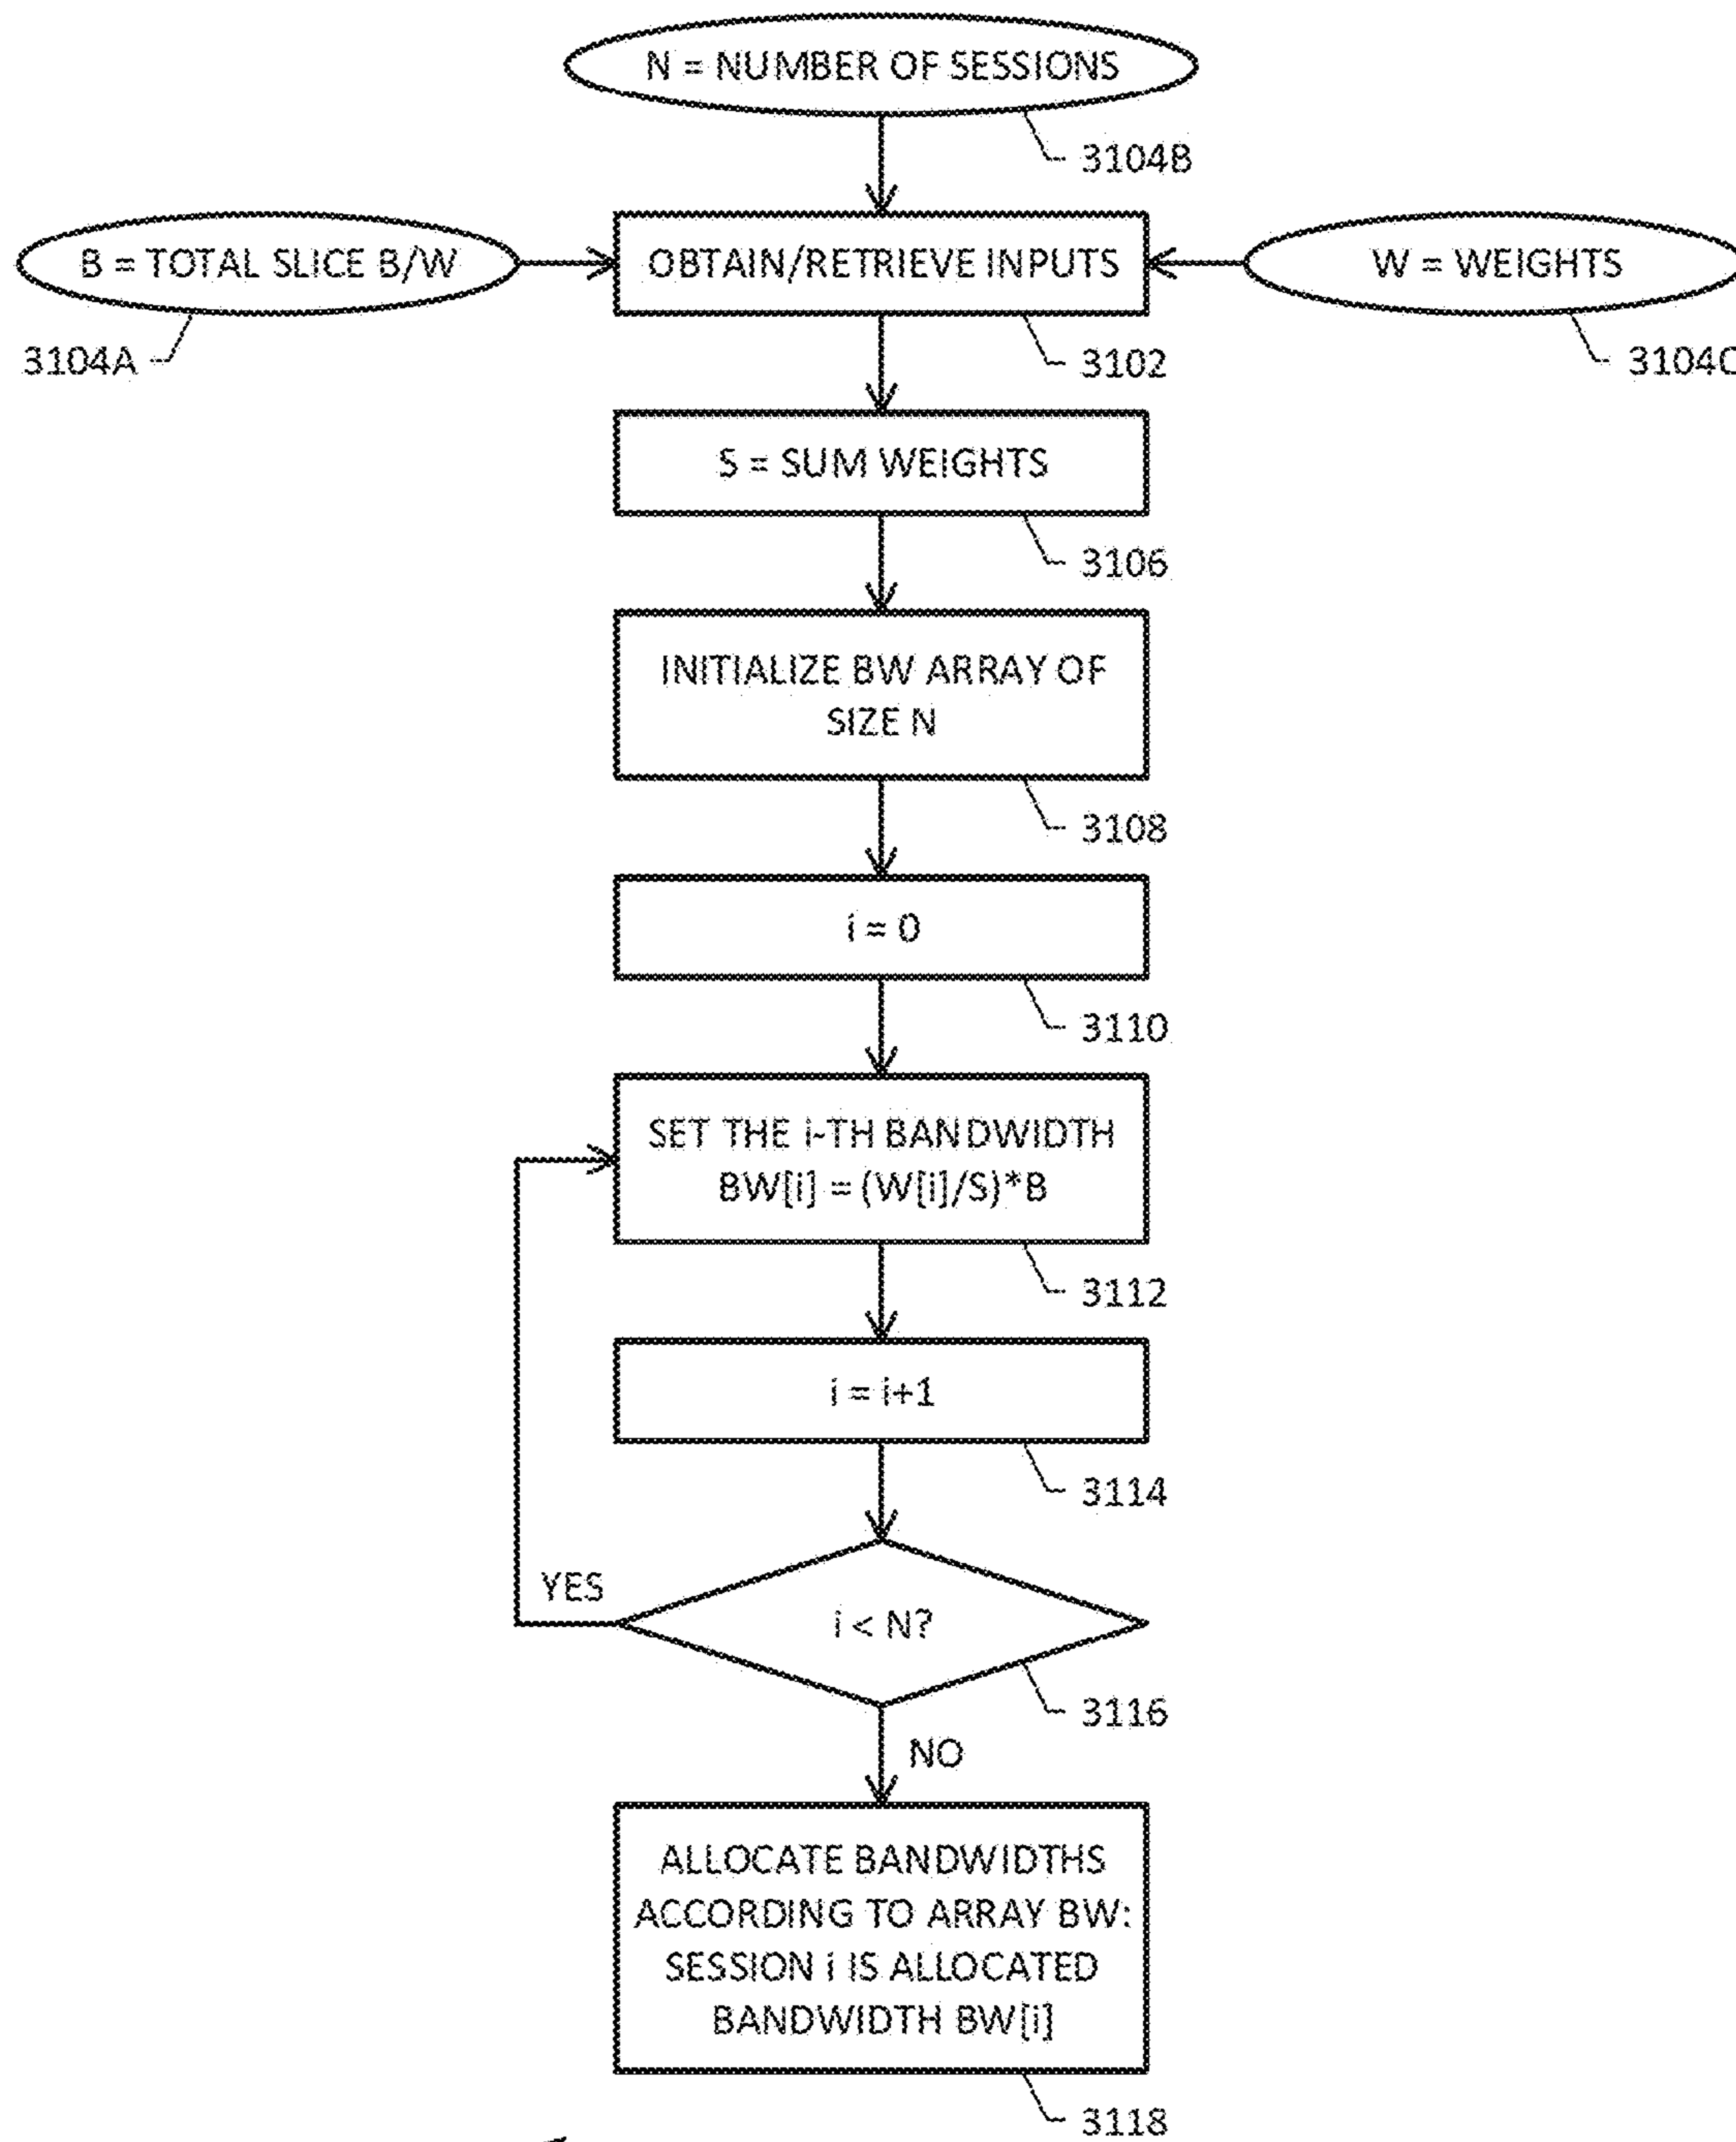 N = NUMBER OF SESSIONS
3104B
B = TOTAL SLICE B/W
OBTAIN/RETRIEVE INPUTS
W = WEIGHTS
3104A
3102
3104C
S = SUM WEIGHTS
3106
INITIALIZE BW ARRAY OF
SIZE N
3108
i = 0
3110
SET THE i-TH BANDWIDTH
BW[i] = (W[i]/S)*B
3112
i = i+1
3114
YES
i < N?
3116
NO
ALLOCATE BANDWIDTHS
ACCORDING TO ARRAY BW:
SESSION i IS ALLOCATED
BANDWIDTH BW[i]
3118